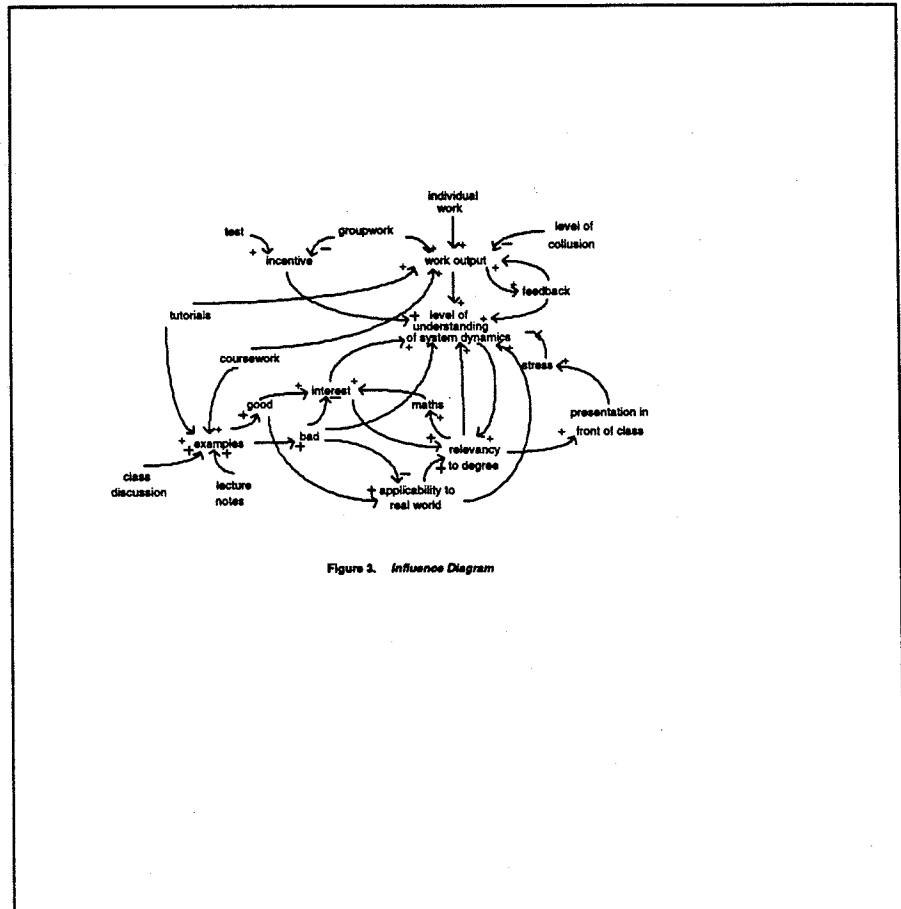 individual
work
test
groupwork
level of
collusion
incentive
work output
feedback
tutorials
level of
understanding
of system dynamics
coursework
stress
interest
good
maths
presentation in
front of class
bad
examples
relevancy
to degree
class
discussion
lecture
notes
applicability to
real world
Figure 3. Influence Diagram